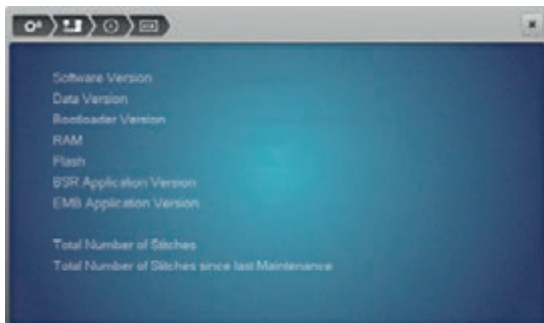 Software Version
Data Version
Bootloader Version
RAM
Flash
BSR Application Version
EMB Application Version
Total Number of Stitches
Total Number of Stitches since last Maintenance